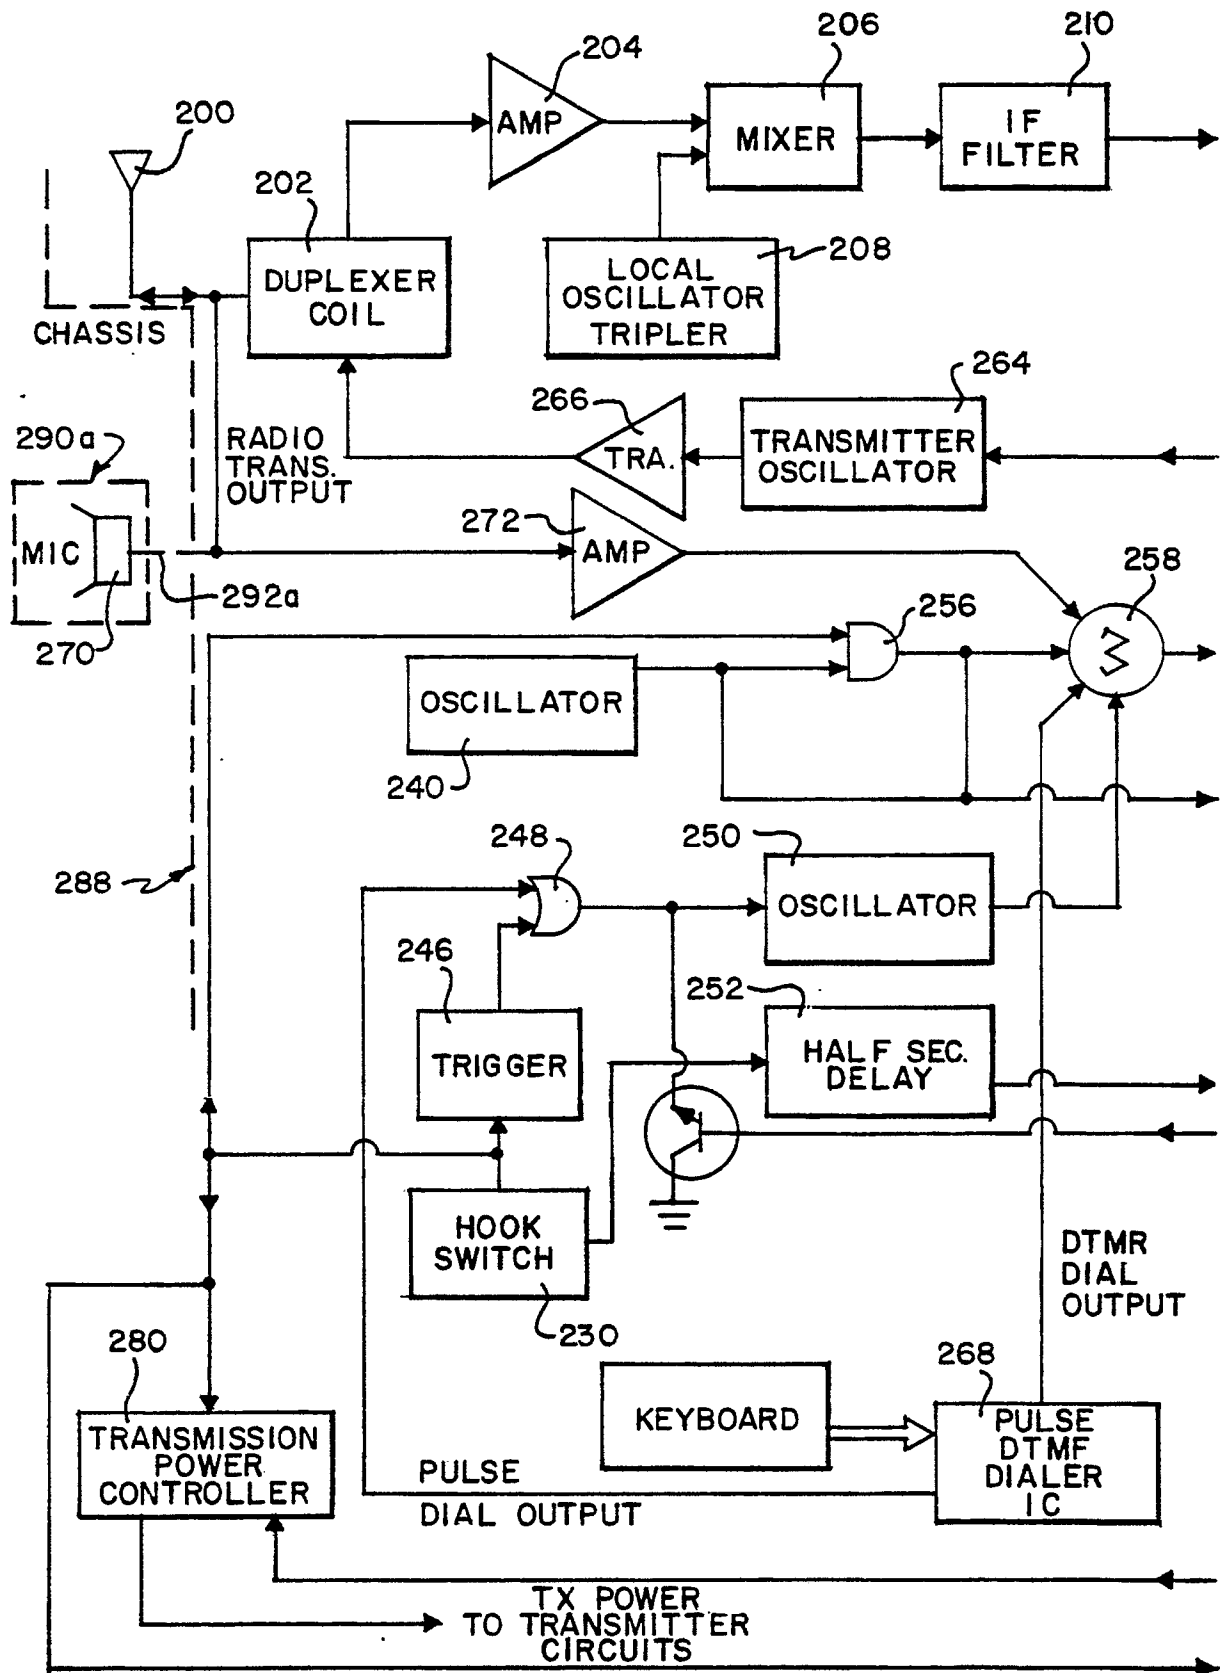 206
210
204
AMP
200
MIXER
IF
FILTER
202
208
DUPLEXER
COIL
LOCAL
OSCILLATOR
TRIPLER
CHASSIS
264
266
290a
RADIO
TRANS.
OUTPUT
TRA.
TRANSMITTER
OSCILLATOR
272
MIC
AMP
258
292a
256
270
Σ
OSCILLATOR
240
248
250
288
OSCILLATOR
246
252
TRIGGER
HALF SEC.
DELAY
HOOK
SWITCH
DTMR
DIAL
OUTPUT
230
280
268
KEYBOARD
PULSE
DTMF
DIALER
IC
TRANSMISSION
POWER
CONTROLLER
PULSE
DIAL OUTPUT
TX POWER
TO TRANSMITTER
CIRCUITS